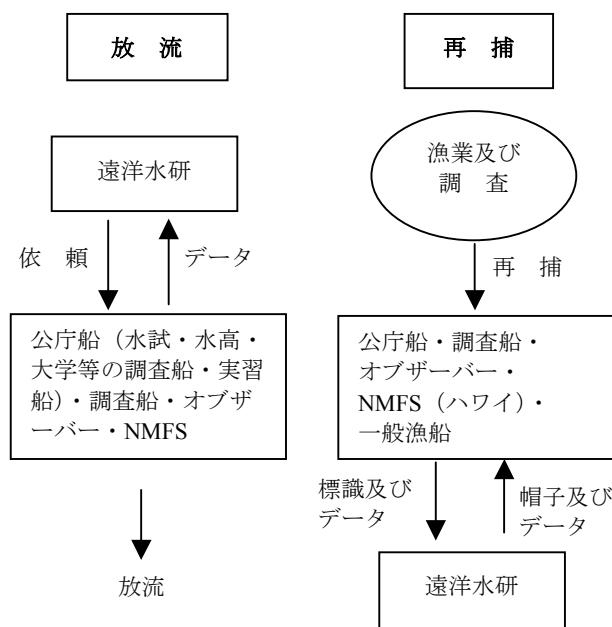 放　流
遠洋水研
依　頼
データ
公庁船（水試・水高・
大学等の調査船・実習
船）・調査船・オブザ
ーバー・NMFS
放流
再　捕
漁業及び
調　査
再　捕
公庁船・調査船・
オブザーバー・
NMFS（ハワイ）・
一般漁船
標識及び
データ
帽子及び
データ
遠洋水研